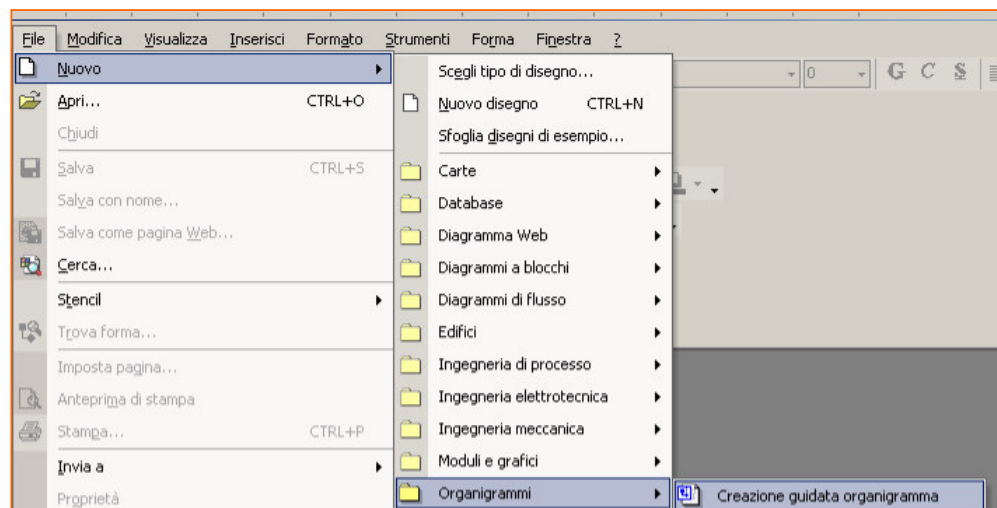 File Modifica Visualizza Inserisci Formato Strumenti Forma Finestra ?
Nuovo
Apri... CTRL+O
Chiudi
Salva CTRL+S
Salva con nome...
Salva come pagina Web...
Cerca...
Stencil
Trova forma...
Imposta pagina...
Anteprima di stampa
Stampa... CTRL+P
Invia a
Proprietà
Scegli tipo di disegno...
Nuovo disegno CTRL+N
Sfoglia disegni di esempio...
Carte
Database
Diagramma Web
Diagrammi a blocchi
Diagrammi di flusso
Edifici
Ingegneria di processo
Ingegneria elettrotecnica
Ingegneria meccanica
Moduli e grafici
Organigrammi
Creazione guidata organigramma
0 G C S